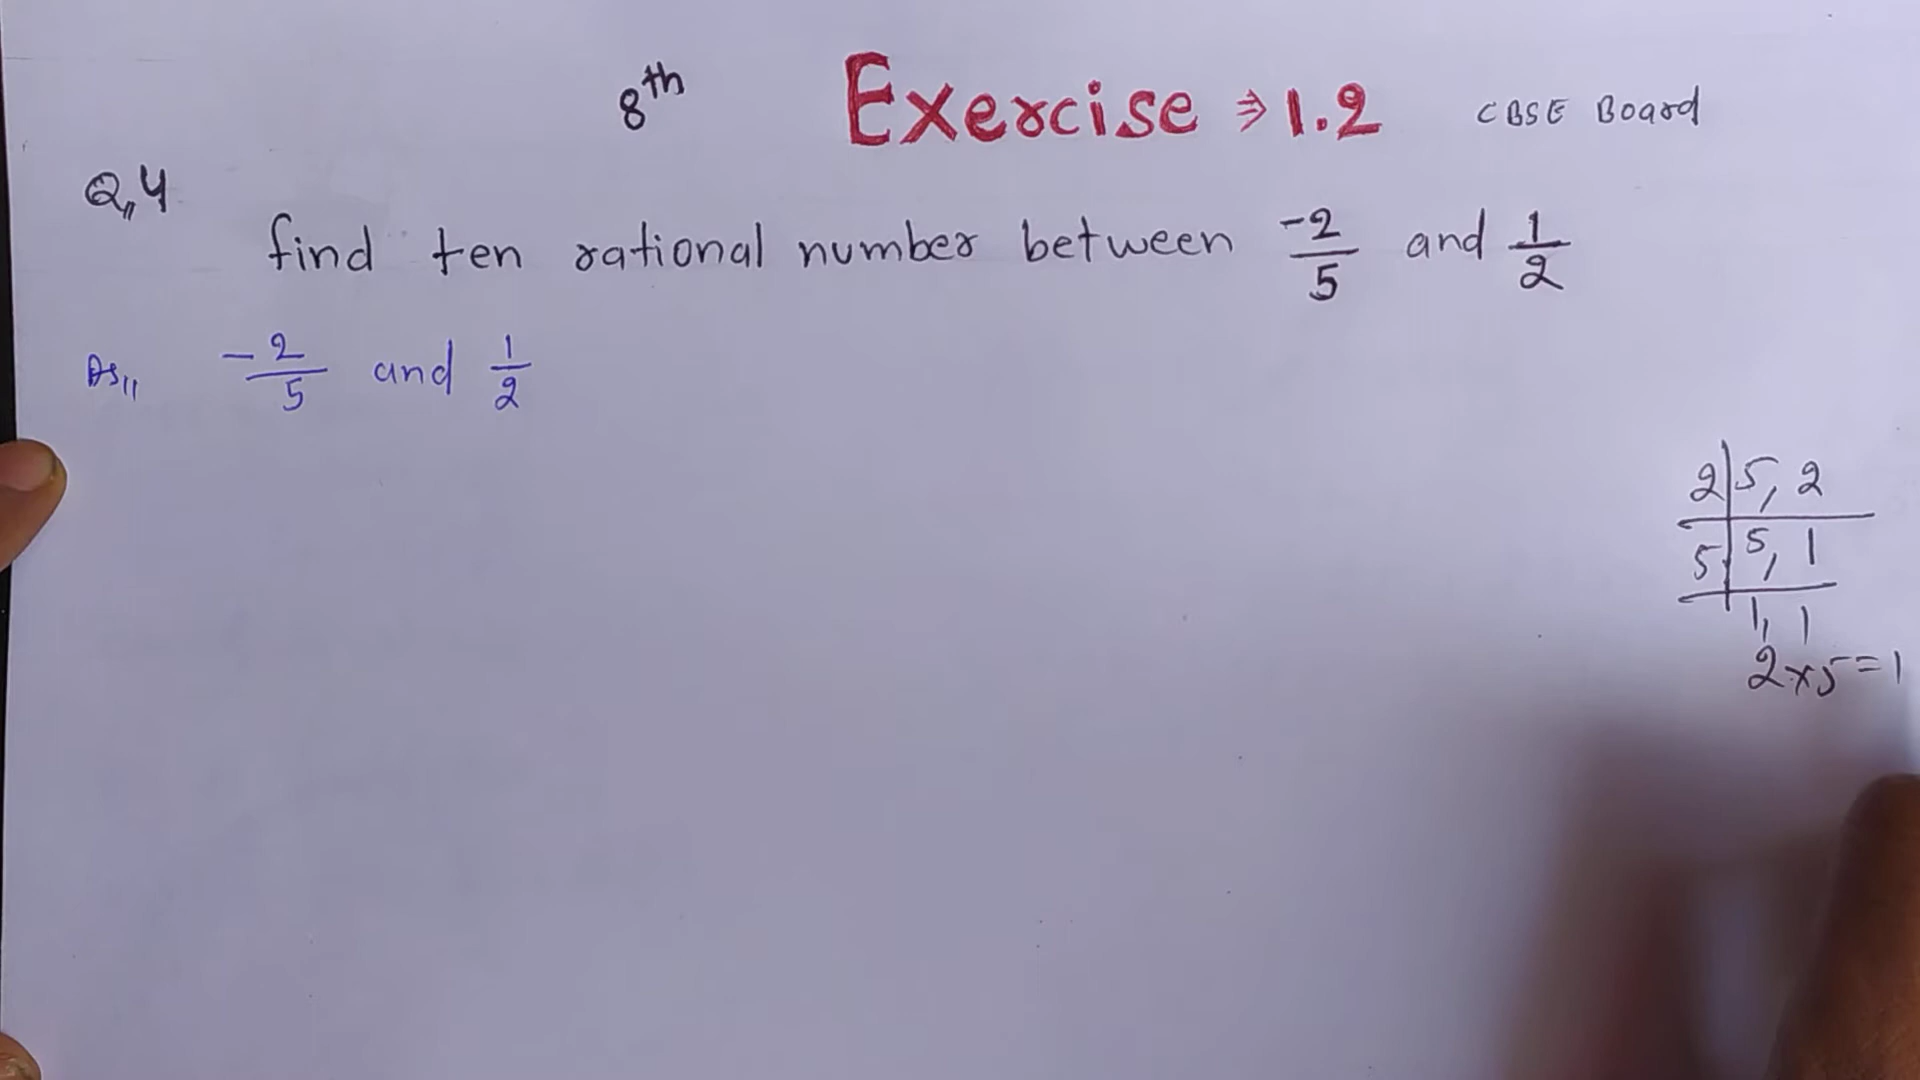 8th Exercise ⇒ 1.2 CBSE Board
Q,,4
find ten rational number between -2/5 and 1/2
As,, -2/5 and 1/2
2 | 5, 2
5 | 5, 1
1, 1
2×5=1